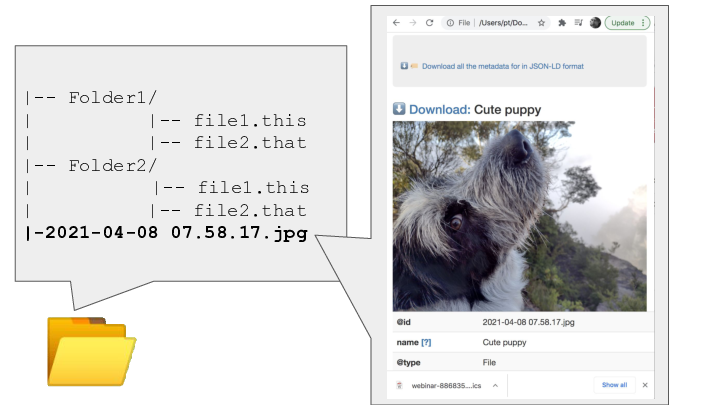 |-- Folder1/
|          |-- file1.this
|          |-- file2.that
|-- Folder2/
|          |-- file1.this
|          |-- file2.that
|-2021-04-08 07.58.17.jpg
File | /Users/pt/Do...
Update
Download all the metadata for in JSON-LD format
Download: Cute puppy
@id 2021-04-08 07.58.17.jpg
name [?] Cute puppy
@type File
webinar-886835....ics
Show all